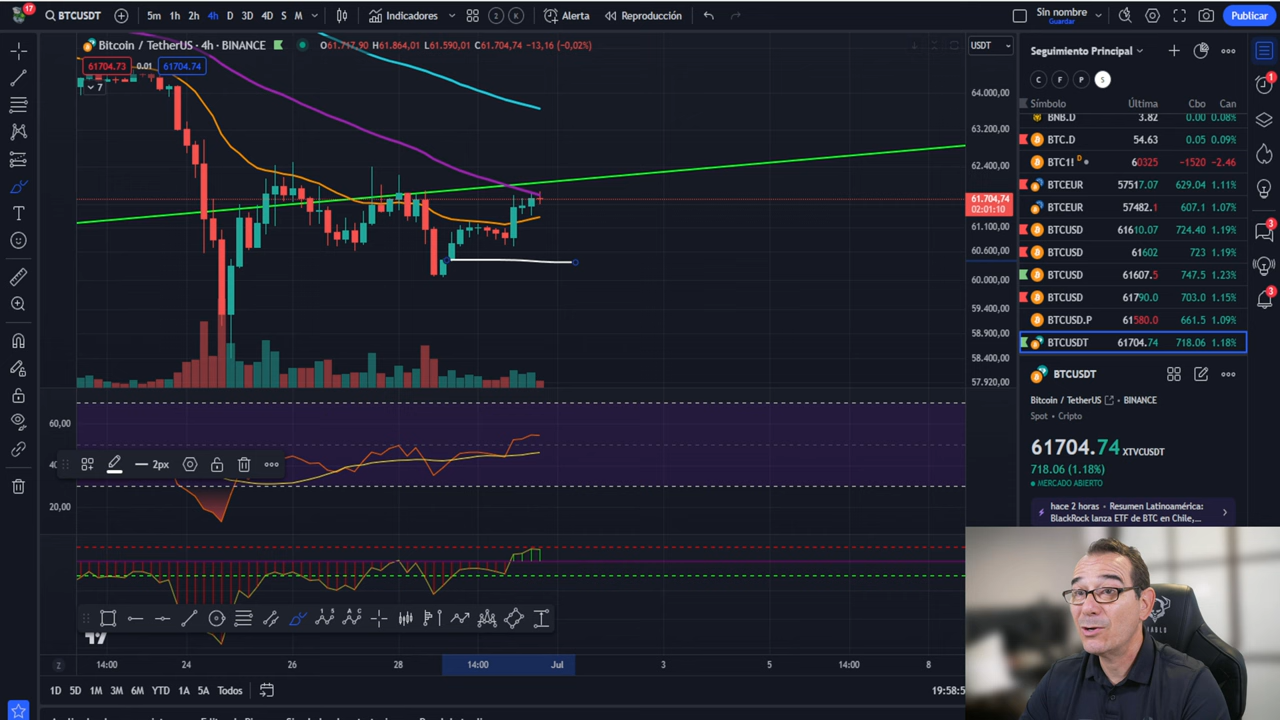 17 BTCUSDT 5m 1h 2h 4h D 3D 4D S M Indicadores 2 K Alerta Reproducción Sin nombre Guardar Publicar
Bitcoin / TetherUS · 4h · BINANCE O61.717,90 H61.864,01 L61.590,01 C61.704,74 -13,16 (-0,02%)
USDT
61704.73 0.01 61704.74
7
64.000,00
63.200,00
62.400,00
61.704,74
02:01:10
61.100,00
60.600,00
60.000,00
59.400,00
58.900,00
58.400,00
57.920,00
60,00
40
2px
20,00
14:00 24 26 28 14:00 Jul 3 5 14:00 8
Z
1D 5D 1M 3M 6M YTD 1A 5A Todos
19:58:5
Seguimiento Principal
C F P S
Símbolo Última Cbo Can
BNB.D 3.82 0.00 0.08%
BTC.D 54.63 0.05 0.09%
BTC1! D 60325 -1520 -2.46
BTCEUR 57517.07 629.04 1.11%
BTCEUR 57482.1 607.1 1.07%
BTCUSD 61610.07 724.40 1.19%
BTCUSD 61602 723 1.19%
BTCUSD 61607.5 747.5 1.23%
BTCUSD 61790.0 703.0 1.15%
BTCUSD.P 61580.0 661.5 1.09%
BTCUSDT 61704.74 718.06 1.18%
BTCUSDT
Bitcoin / TetherUS · BINANCE
Spot · Cripto
61704.74 XTVCUSDT
718.06 (1.18%)
MERCADO ABIERTO
hace 2 horas · Resumen Latinoamérica:
BlackRock lanza ETF de BTC en Chile,...
1
3
3